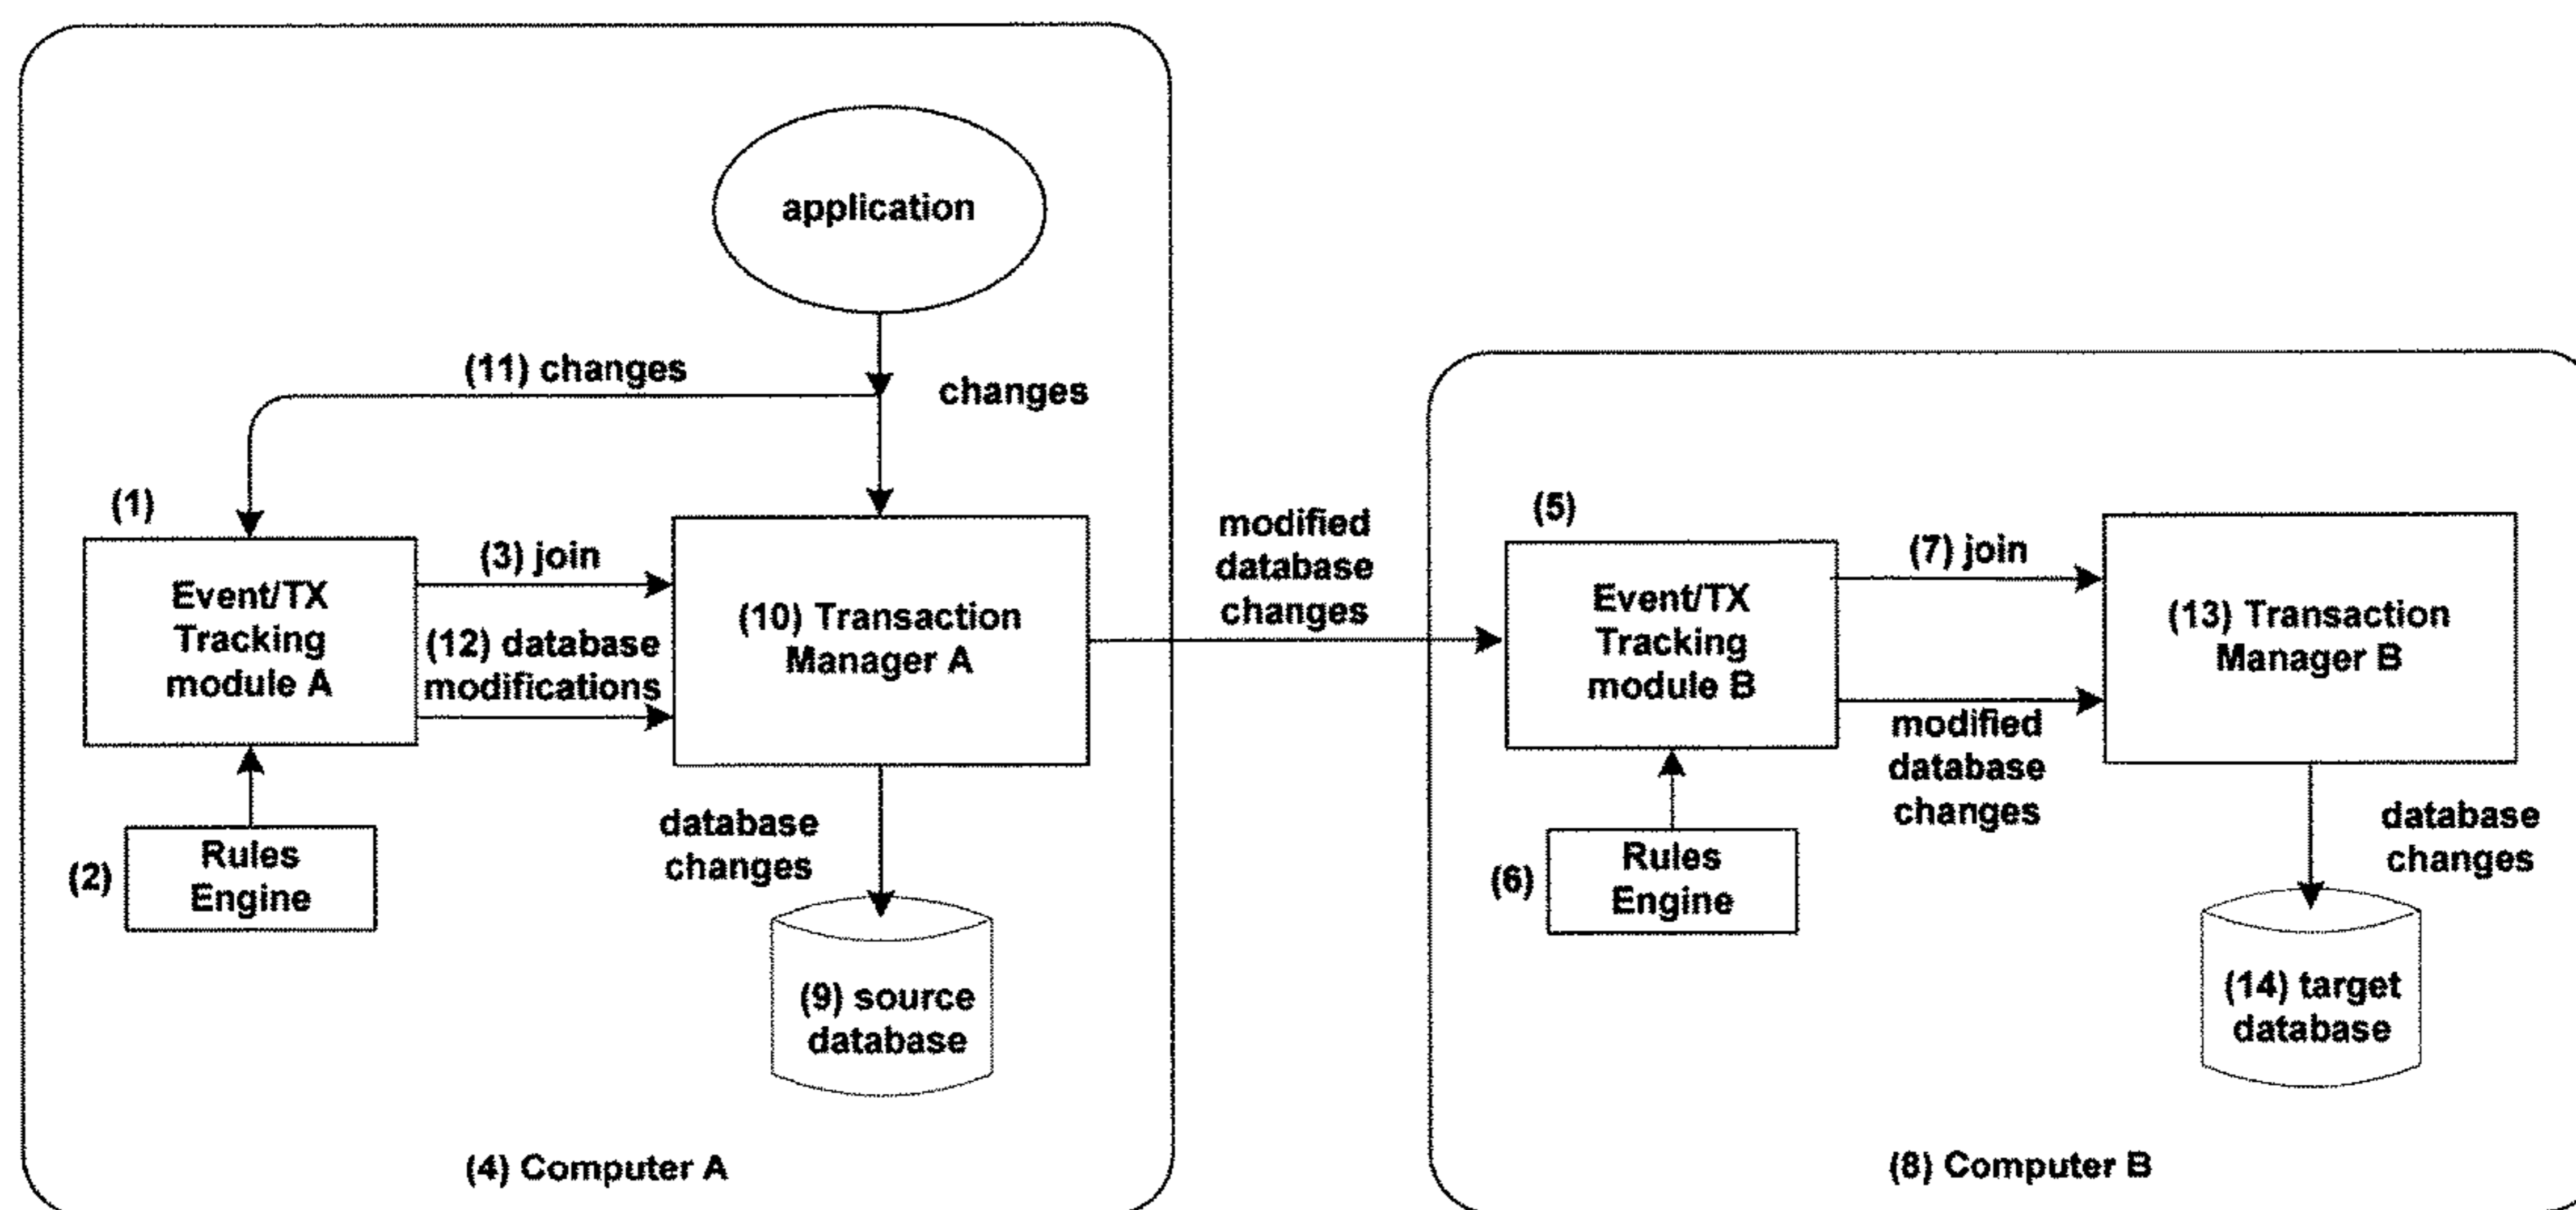 application
(11) changes
changes
(1)
Event/TX
Tracking
module A
(3) join
(12) database
modifications
(10) Transaction
Manager A
(2)
Rules
Engine
database
changes
(9) source
database
(4) Computer A
modified
database
changes
(5)
Event/TX
Tracking
module B
(7) join
modified
database
changes
(13) Transaction
Manager B
(6)
Rules
Engine
database
changes
(14) target
database
(8) Computer B